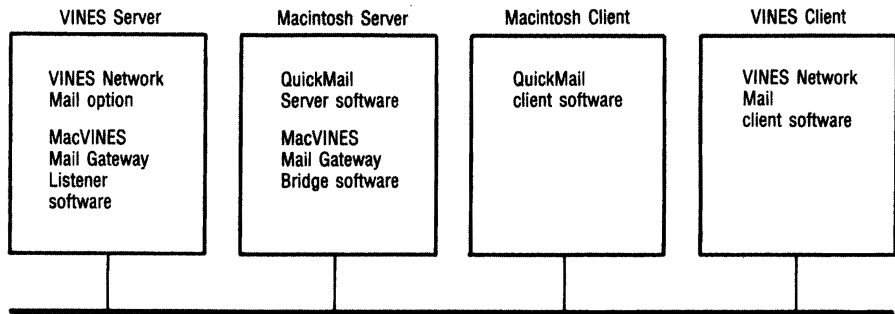 VINES Server
VINES Network
Mail option
MacVINES
Mail Gateway
Listener
software
Macintosh Server
QuickMail
Server software
MacVINES
Mail Gateway
Bridge software
Macintosh Client
QuickMail
client software
VINES Client
VINES Network
Mail
client software